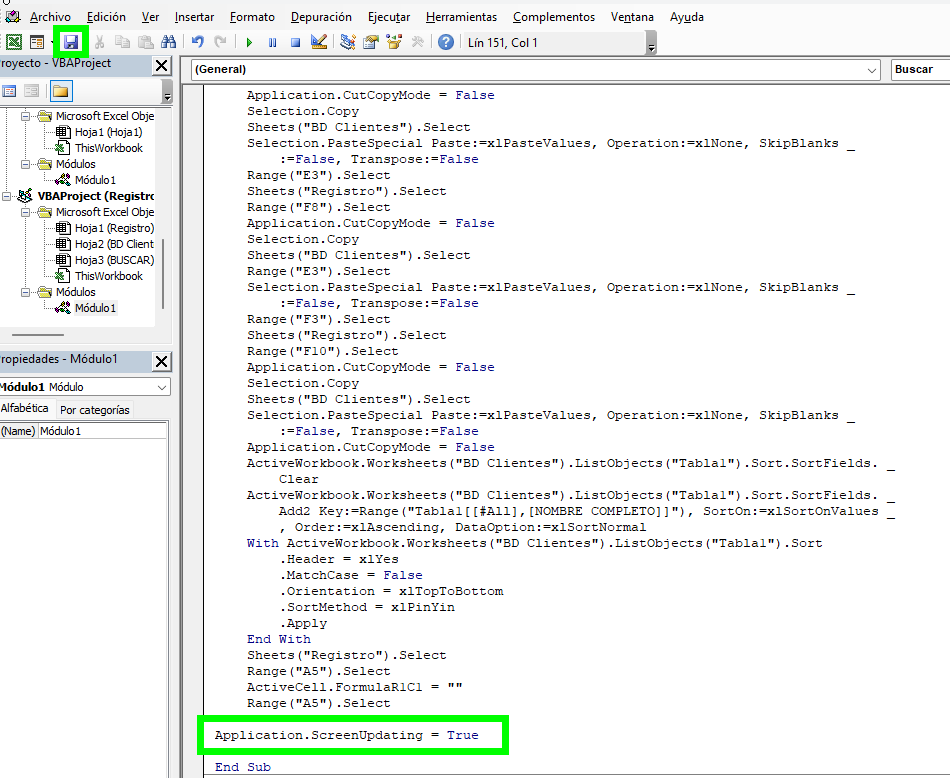 Archivo Edición Ver Insertar Formato Depuración Ejecutar Herramientas Complementos Ventana Ayuda
Lín 151, Col 1
royecto - VBAProject
Microsoft Excel Obje
Hoja1 (Hoja1)
ThisWorkbook
Módulos
Módulo1
VBAProject (Registro
Microsoft Excel Obje
Hoja1 (Registro)
Hoja2 (BD Client
Hoja3 (BUSCAR)
ThisWorkbook
Módulos
Módulo1
ropiedades - Módulo1
Módulo1 Módulo
Alfabética Por categorías
(Name) Módulo1
(General) Buscar
Application.CutCopyMode = False
Selection.Copy
Sheets("BD Clientes").Select
Selection.PasteSpecial Paste:=xlPasteValues, Operation:=xlNone, SkipBlanks _
:=False, Transpose:=False
Range("E3").Select
Sheets("Registro").Select
Range("F8").Select
Application.CutCopyMode = False
Selection.Copy
Sheets("BD Clientes").Select
Range("E3").Select
Selection.PasteSpecial Paste:=xlPasteValues, Operation:=xlNone, SkipBlanks _
:=False, Transpose:=False
Range("F3").Select
Sheets("Registro").Select
Range("F10").Select
Application.CutCopyMode = False
Selection.Copy
Sheets("BD Clientes").Select
Selection.PasteSpecial Paste:=xlPasteValues, Operation:=xlNone, SkipBlanks _
:=False, Transpose:=False
Application.CutCopyMode = False
ActiveWorkbook.Worksheets("BD Clientes").ListObjects("Tabla1").Sort.SortFields. _
Clear
ActiveWorkbook.Worksheets("BD Clientes").ListObjects("Tabla1").Sort.SortFields. _
Add2 Key:=Range("Tabla1[[#All],[NOMBRE COMPLETO]]"), SortOn:=xlSortOnValues _
, Order:=xlAscending, DataOption:=xlSortNormal
With ActiveWorkbook.Worksheets("BD Clientes").ListObjects("Tabla1").Sort
.Header = xlYes
.MatchCase = False
.Orientation = xlTopToBottom
.SortMethod = xlPinYin
.Apply
End With
Sheets("Registro").Select
Range("A5").Select
ActiveCell.FormulaR1C1 = ""
Range("A5").Select
Application.ScreenUpdating = True
End Sub